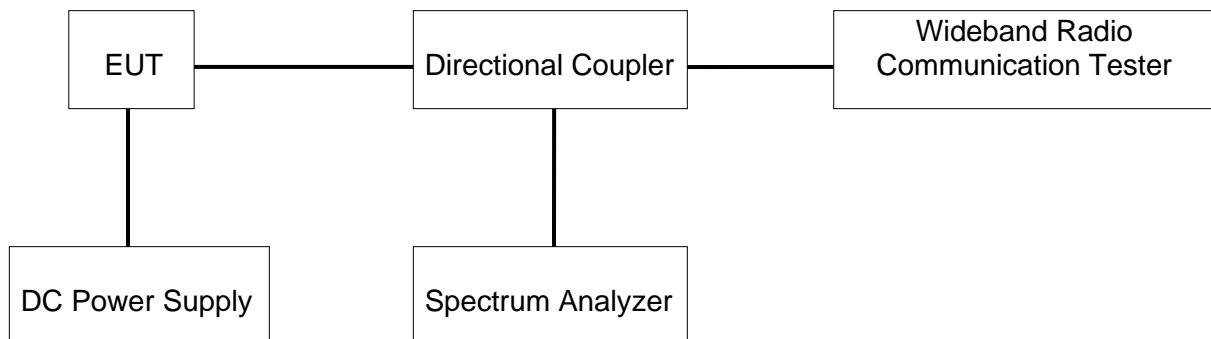 EUT
Directional Coupler
Wideband Radio
Communication Tester
DC Power Supply
Spectrum Analyzer